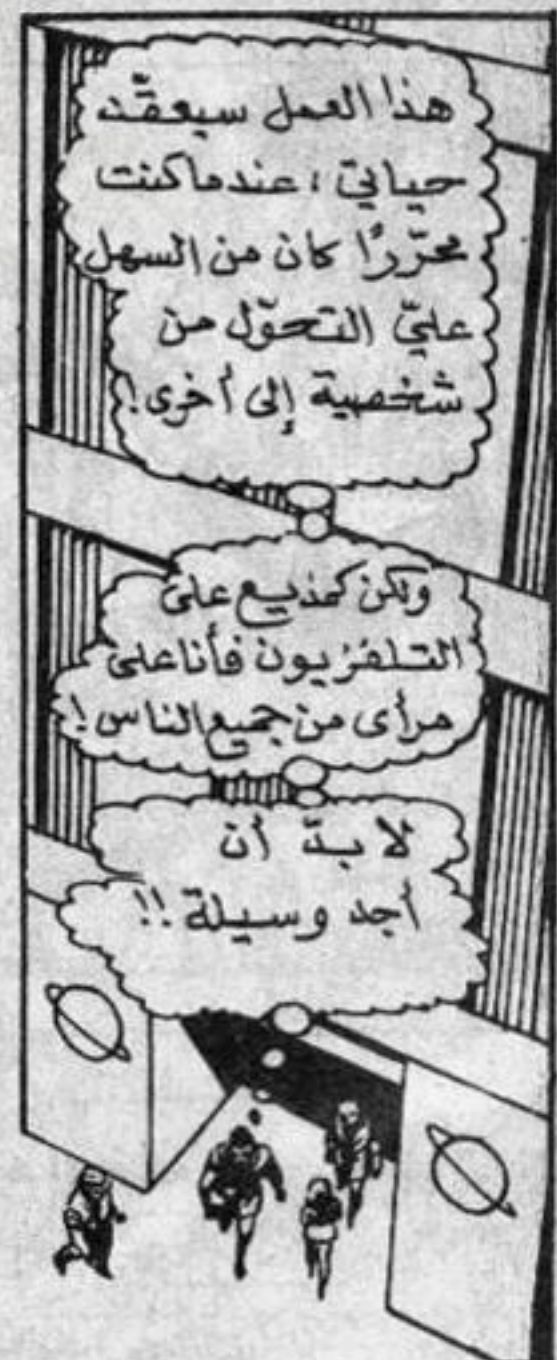 هذا العمل سيعقّد
حياتي ، عندما كنت
محرّرًا كان من السهل
عليّ التحوّل من
شخصية إلى أخرى !
ولكن كمذيع على
التلفزيون فأنا على
مرأى من جميع الناس !
لا بدّ أن
أجد وسيلة !!